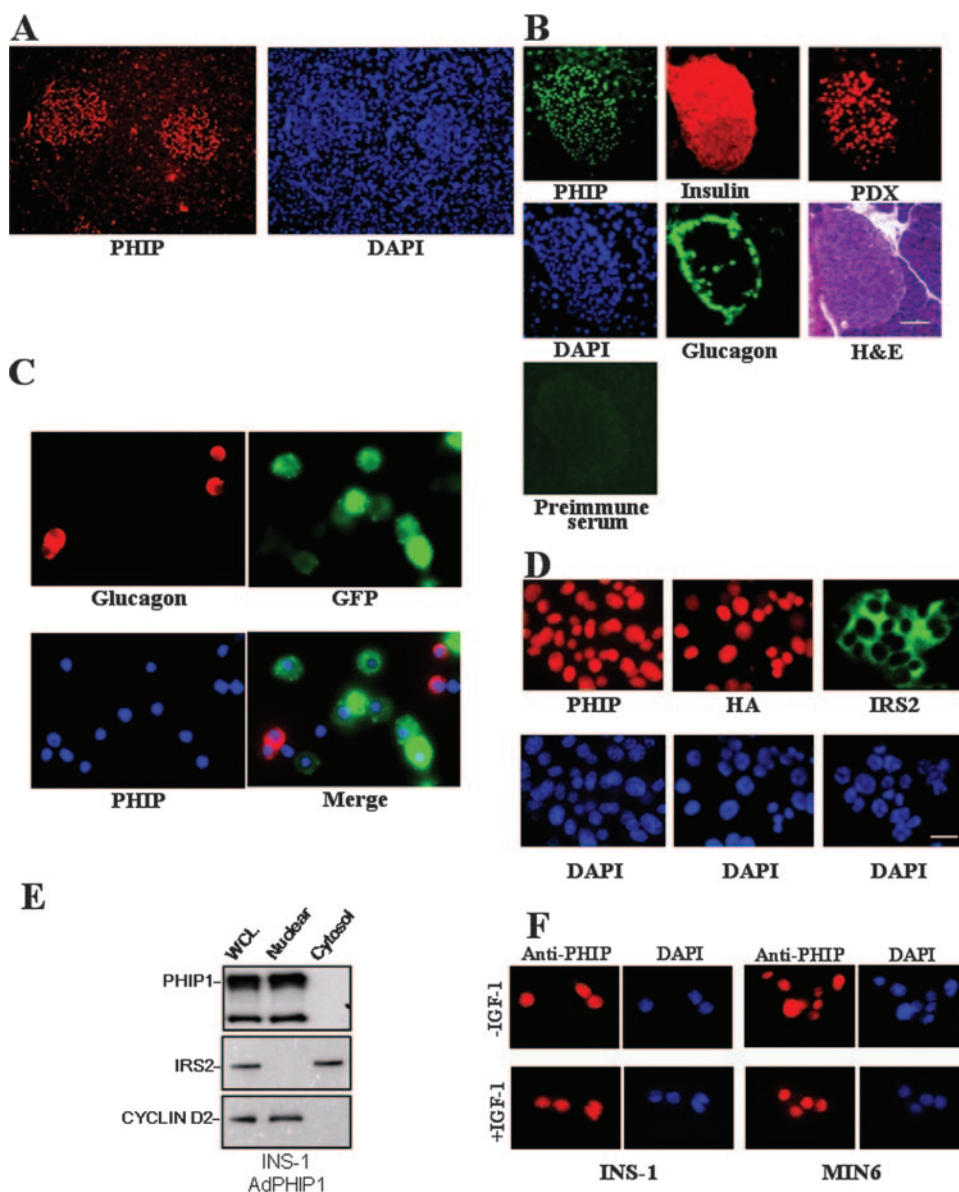 A
PHIP DAPI
B
PHIP Insulin PDX
DAPI Glucagon H&E
Preimmune
serum
C
Glucagon GFP
PHIP Merge
D
PHIP HA IRS2
DAPI DAPI DAPI
E
WCL Nuclear Cytosol
PHIP1-
IRS2-
CYCLIN D2-
INS-1
AdPHIP1
F
Anti-PHIP DAPI Anti-PHIP DAPI
-IGF-1
+IGF-1
INS-1 MIN6